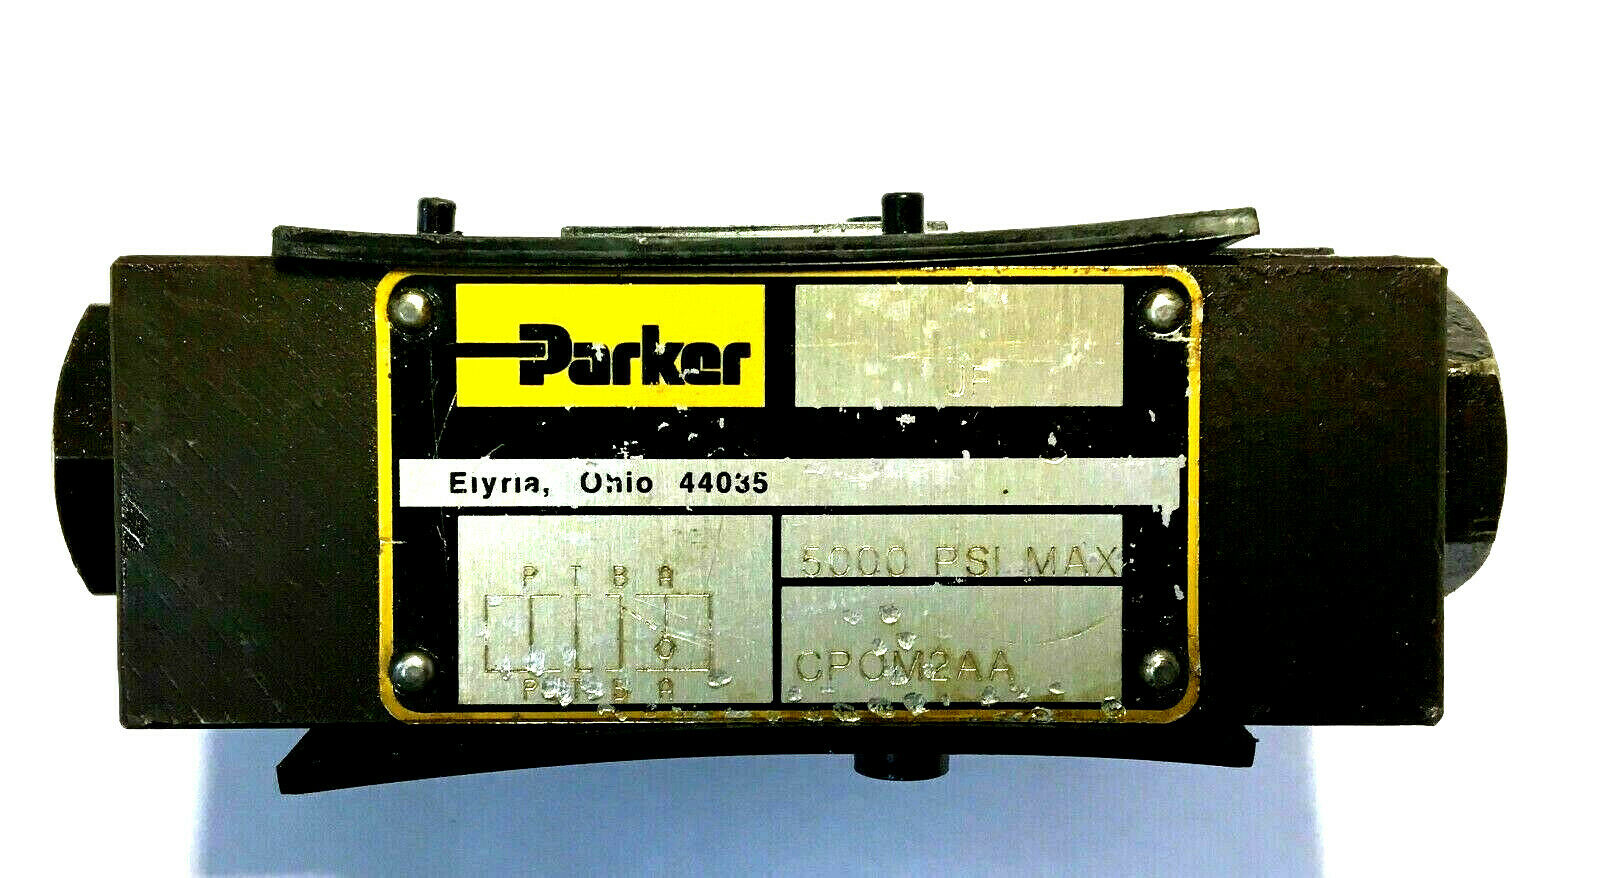 Parker
JF
Elyria, Ohio 44035
5000 PSI MAX
P T B A
CPOM2AA
P T B A